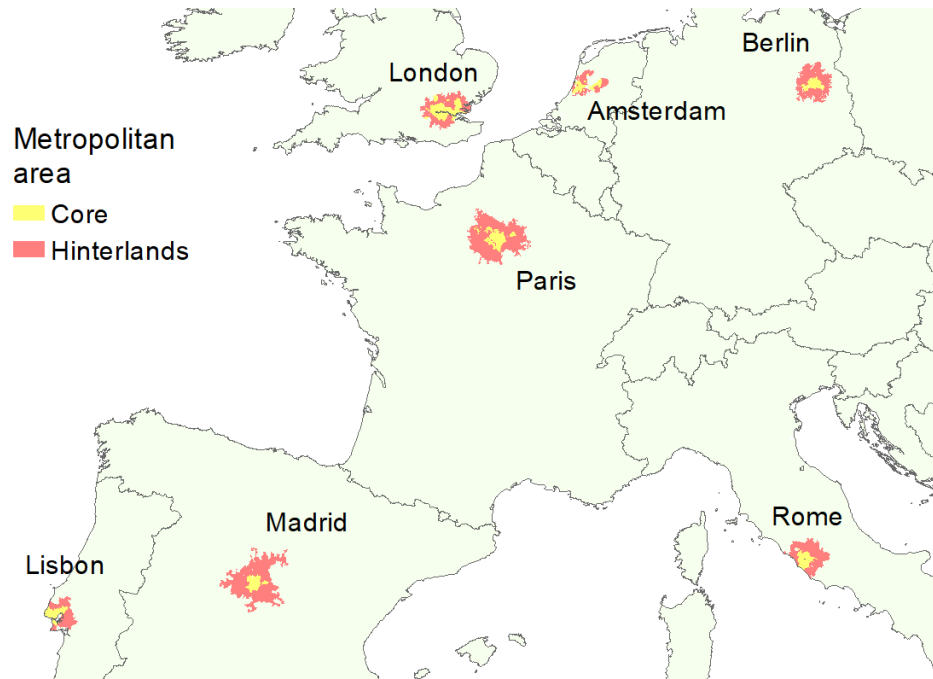 Berlin
London
Amsterdam
Metropolitan
area
Core
Hinterlands
Paris
Madrid
Rome
Lisbon